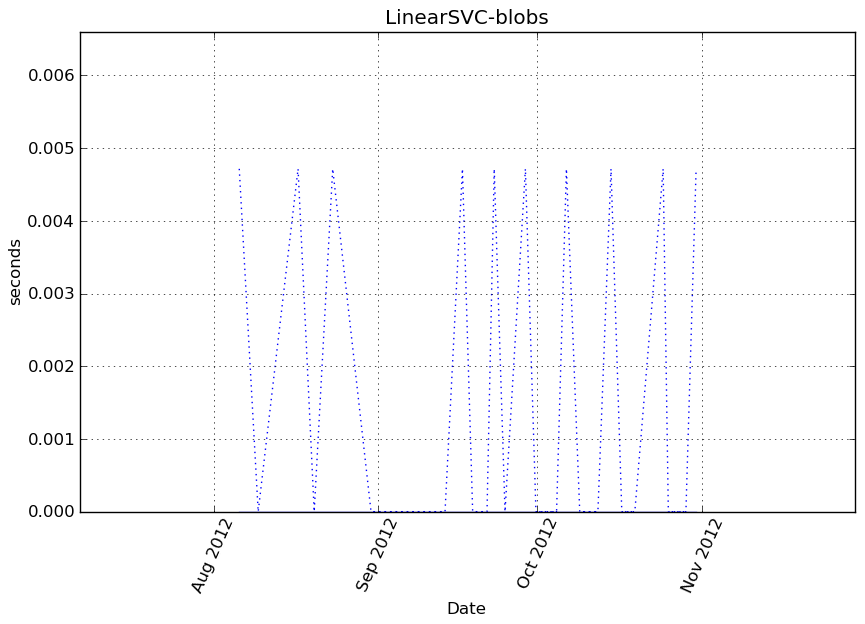 LinearSVC-blobs
0.006
0.005
0.004
0.003
0.002
0.001
0.000
seconds
Aug 2012
Sep 2012
Oct 2012
Nov 2012
Date